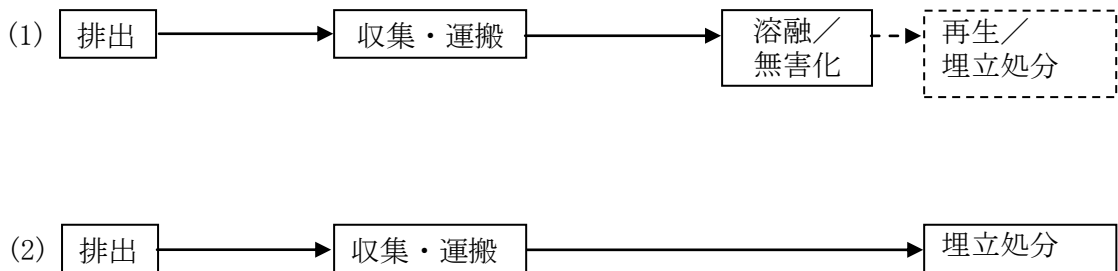 (1) 排出 収集・運搬 溶融／ 再生／
無害化 埋立処分
(2) 排出 収集・運搬 埋立処分